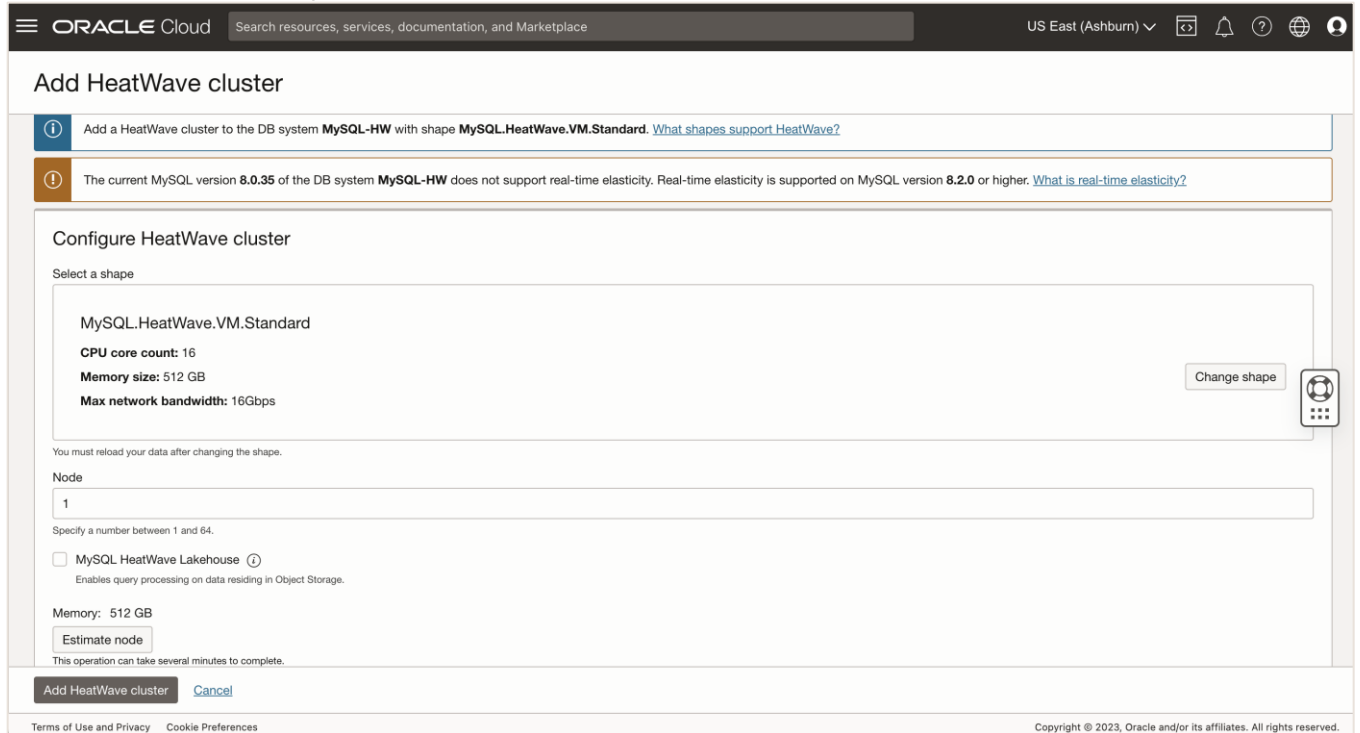 ORACLE Cloud
Search resources, services, documentation, and Marketplace
US East (Ashburn)
Add HeatWave cluster
Add a HeatWave cluster to the DB system MySQL-HW with shape MySQL.HeatWave.VM.Standard. What shapes support HeatWave?
The current MySQL version 8.0.35 of the DB system MySQL-HW does not support real-time elasticity. Real-time elasticity is supported on MySQL version 8.2.0 or higher. What is real-time elasticity?
Configure HeatWave cluster
Select a shape
MySQL.HeatWave.VM.Standard
CPU core count: 16
Memory size: 512 GB
Max network bandwidth: 16Gbps
Change shape
You must reload your data after changing the shape.
Node
1
Specify a number between 1 and 64.
MySQL HeatWave Lakehouse
Enables query processing on data residing in Object Storage.
Memory: 512 GB
Estimate node
This operation can take several minutes to complete.
Add HeatWave cluster Cancel
Terms of Use and Privacy Cookie Preferences
Copyright © 2023, Oracle and/or its affiliates. All rights reserved.